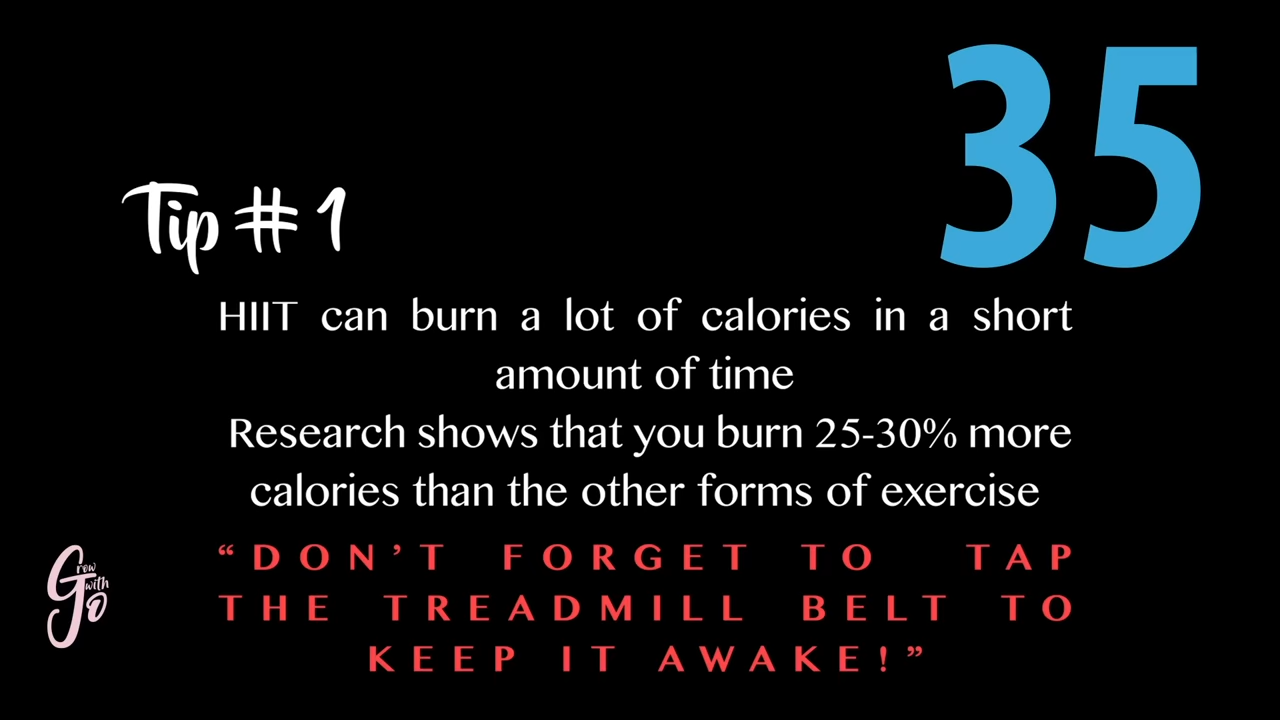 35
Tip #1
HIIT can burn a lot of calories in a short
amount of time
Research shows that you burn 25-30% more
calories than the other forms of exercise
“DON’T FORGET TO TAP
THE TREADMILL BELT TO
KEEP IT AWAKE!”
Grow
with
Jo